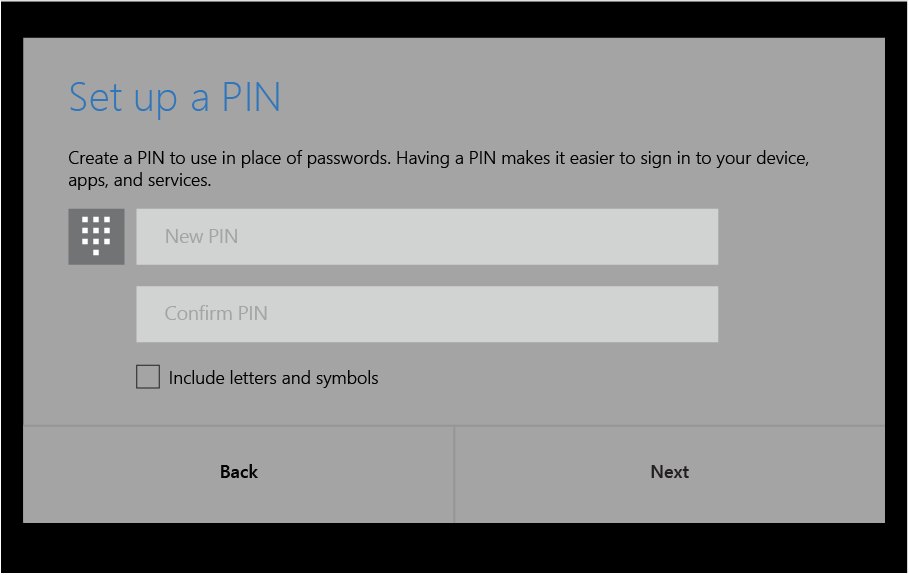 Set up a PIN
Create a PIN to use in place of passwords. Having a PIN makes it easier to sign in to your device,
apps, and services.
New PIN
Confirm PIN
Include letters and symbols
Back
Next